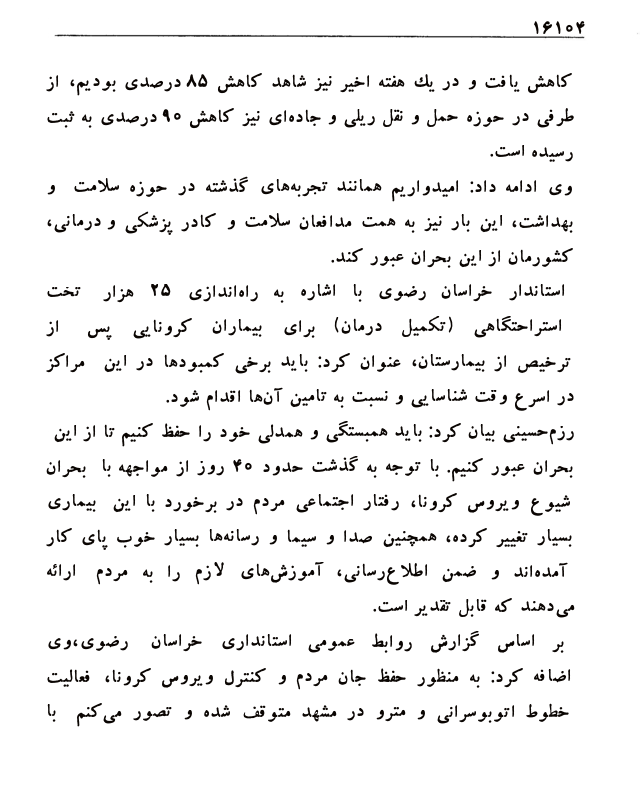 ۱۶۱۰۴
کاهش یافت و در یك هفته اخیر نیز شاهد کاهش ۸۵ درصدی بودیم، از
طرفی در حوزه حمل و نقل ریلی و جاده‌ای نیز کاهش ۹۰ درصدی به ثبت
رسیده است.
وی ادامه داد: امیدواریم همانند تجربه‌های گذشته در حوزه سلامت و
بهداشت، این بار نیز به همت مدافعان سلامت و کادر پزشکی و درمانی،
کشورمان از این بحران عبور کند.
استاندار خراسان رضوی با اشاره به راه‌اندازی ۲۵ هزار تخت
استراحتگاهی (تکمیل درمان) برای بیماران کرونایی پس از
ترخیص از بیمارستان، عنوان کرد: باید برخی کمبودها در این مراکز
در اسرع وقت شناسایی و نسبت به تامین آن‌ها اقدام شود.
رزم‌حسینی بیان کرد: باید همبستگی و همدلی خود را حفظ کنیم تا از این
بحران عبور کنیم. با توجه به گذشت حدود ۴۰ روز از مواجهه با بحران
شیوع ویروس کرونا، رفتار اجتماعی مردم در برخورد با این بیماری
بسیار تغییر کرده، همچنین صدا و سیما و رسانه‌ها بسیار خوب پای کار
آمده‌اند و ضمن اطلاع‌رسانی، آموزش‌های لازم را به مردم ارائه
می‌دهند که قابل تقدیر است.
بر اساس گزارش روابط عمومی استانداری خراسان رضوی،وی
اضافه کرد: به منظور حفظ جان مردم و کنترل ویروس کرونا، فعالیت
خطوط اتوبوسرانی و مترو در مشهد متوقف شده و تصور می‌کنم با